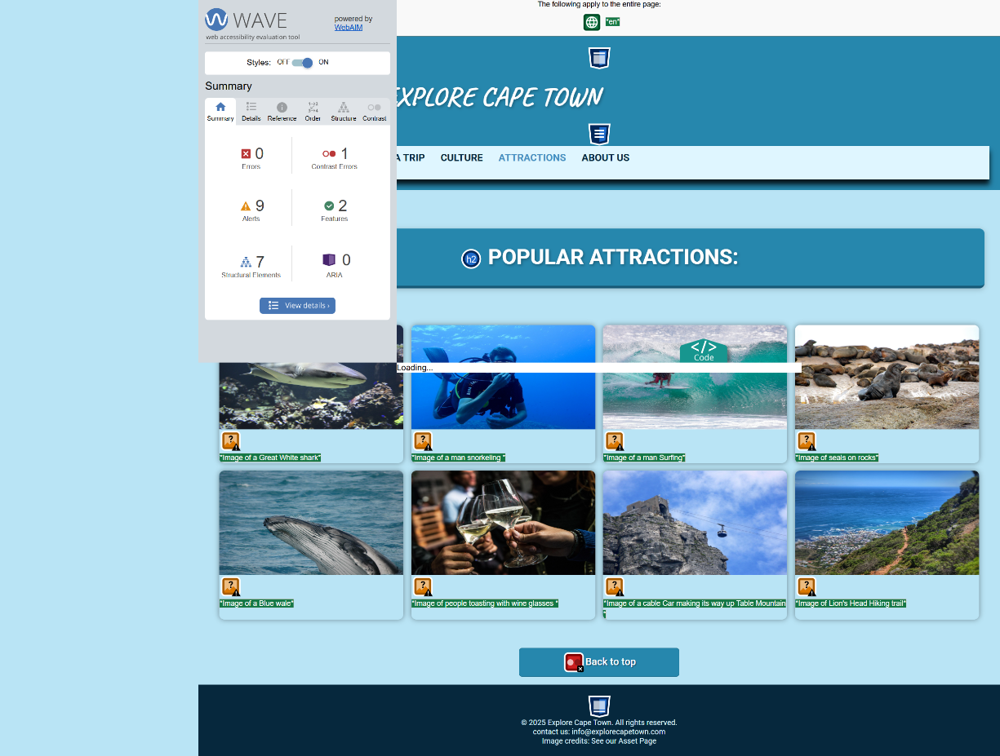 The following apply to the entire page:
*en*
WAVE
powered by
WebAIM
web accessibility evaluation tool
Styles: OFF ON
Summary
Summary Details Reference Order Structure Contrast
0
Errors
1
Contrast Errors
9
Alerts
2
Features
7
Structural Elements
0
ARIA
View details ›
EXPLORE CAPE TOWN
A TRIP CULTURE ATTRACTIONS ABOUT US
h2 POPULAR ATTRACTIONS:
</>
Code
Loading...
*Image of a Great White shark*
*Image of a man snorkeling *
*Image of a man Surfing*
*Image of seals on rocks*
*Image of a Blue wale*
*Image of people toasting with wine glasses *
*Image of a cable Car making its way up Table Mountain
*
*Image of Lion's Head Hiking trail*
Back to top
© 2025 Explore Cape Town. All rights reserved.
contact us: info@explorecapetown.com
Image credits: See our Asset Page